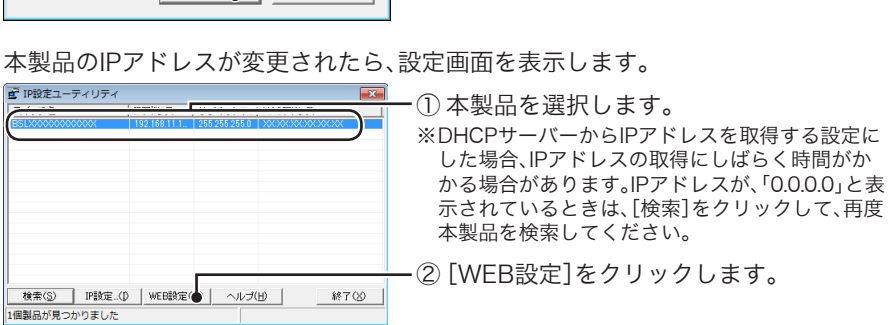 本製品のIPアドレスが変更されたら、設定画面を表示します。
IP設定ユーティリティ
BSLXXXXXXXXXXXX 192.168.11.1... 255.255.255.0 XX:XX:XX:XX:XX:XX
① 本製品を選択します。
※DHCPサーバーからIPアドレスを取得する設定に
した場合、IPアドレスの取得にしばらく時間がか
かる場合があります。IPアドレスが、「0.0.0.0」と表
示されているときは、[検索]をクリックして、再度
本製品を検索してください。
② [WEB設定]をクリックします。
検索(S) IP設定...(I) WEB設定 ヘルプ(H) 終了(X)
1個製品が見つかりました